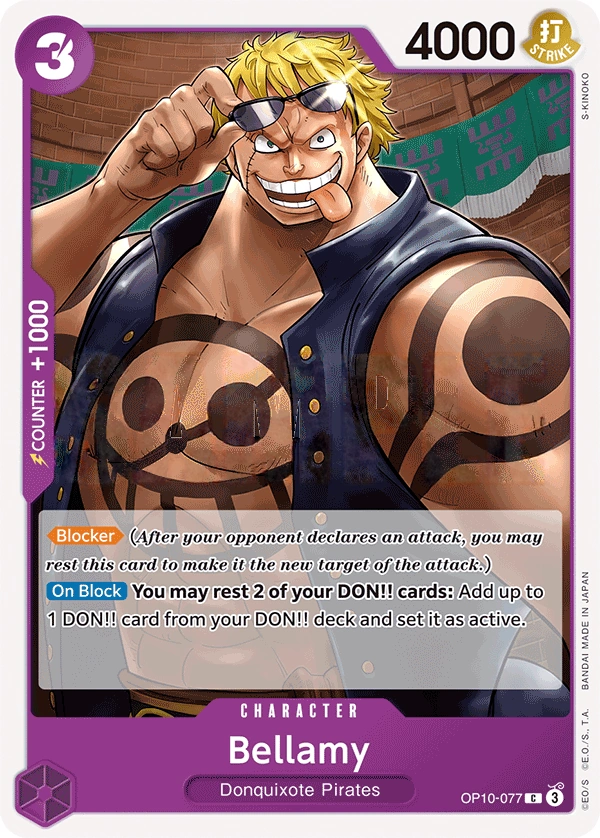 3
4000
打
STRIKE
S-KINOKO
COUNTER +1000
Blocker (After your opponent declares an attack, you may
rest this card to make it the new target of the attack.)
On Block You may rest 2 of your DON!! cards: Add up to
1 DON!! card from your DON!! deck and set it as active.
CHARACTER
Bellamy
Donquixote Pirates
OP10-077 C 3
©E.O/S ©E.O./S., T.A. BANDAI MADE IN JAPAN